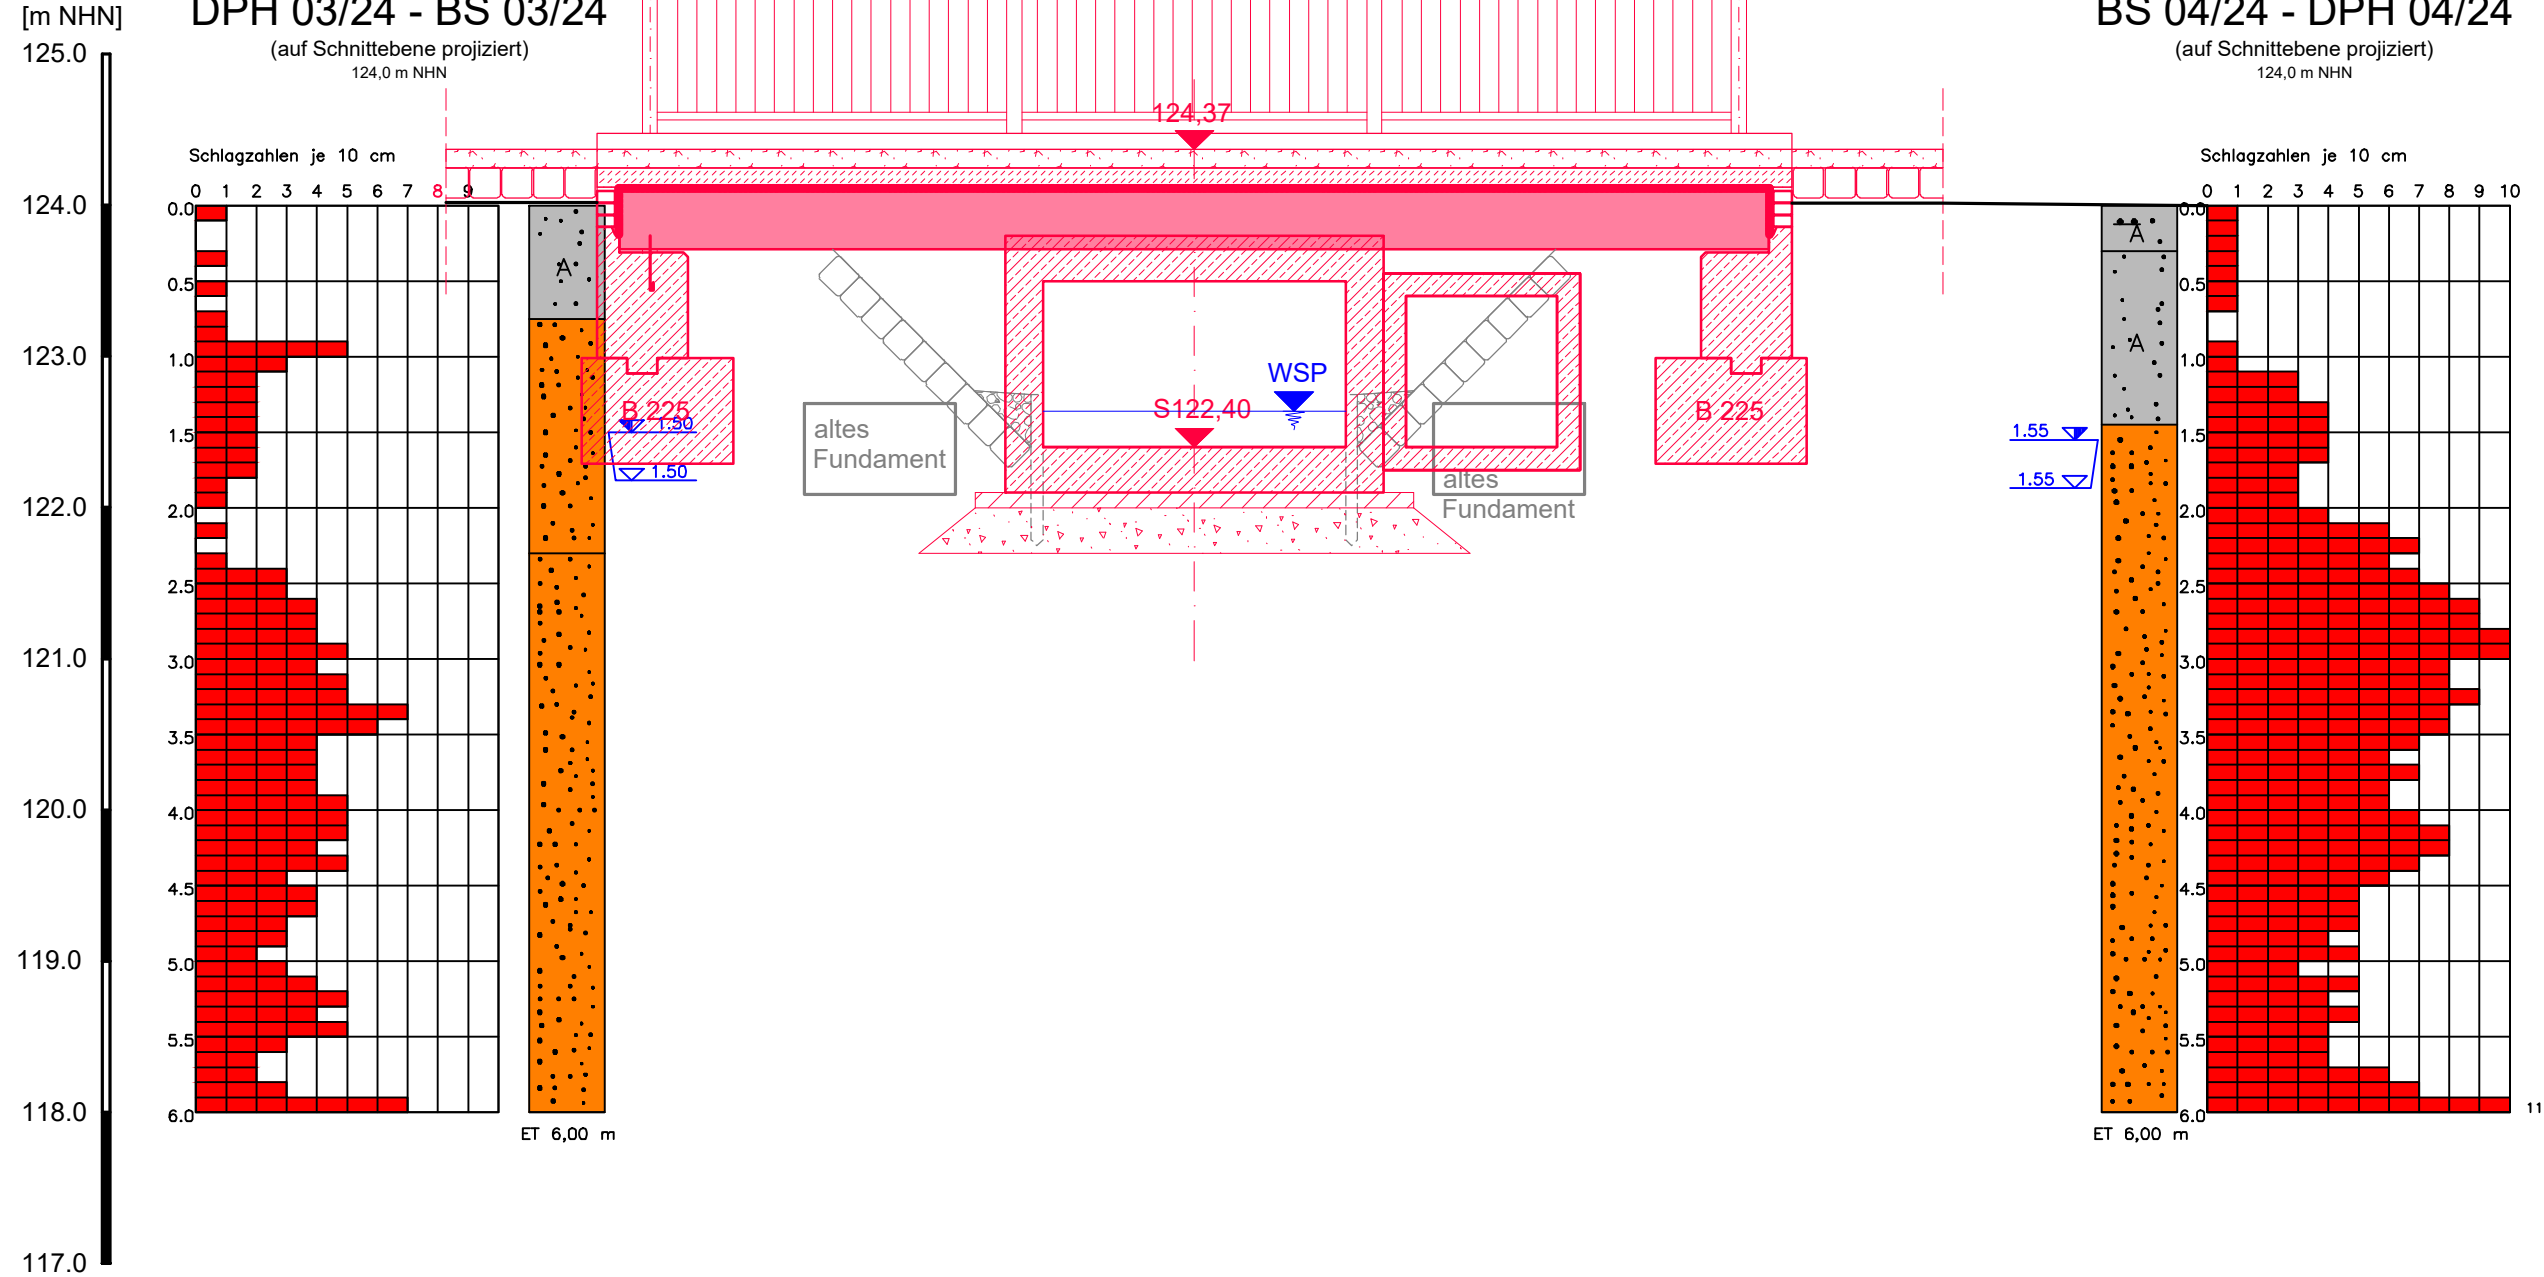 [m NHN]
DPH 03/24 - BS 03/24
BS 04/24 - DPH 04/24
(auf Schnittebene projiziert)
124,0 m NHN
(auf Schnittebene projiziert)
124,0 m NHN
125.0
124.0
123.0
122.0
121.0
120.0
119.0
118.0
117.0
Schlagzahlen je 10 cm
0 1 2 3 4 5 6 7 8 9
0.0
0.5
1.0
1.5
2.0
2.5
3.0
3.5
4.0
4.5
5.0
5.5
6.0
A
1.50
1.50
ET 6,00 m
124,37
B 225
altes
Fundament
S122,40
WSP
altes
Fundament
B 225
1.55
1.55
A
A
ET 6,00 m
Schlagzahlen je 10 cm
0 1 2 3 4 5 6 7 8 9 10
0.0
0.5
1.0
1.5
2.0
2.5
3.0
3.5
4.0
4.5
5.0
5.5
6.0
11